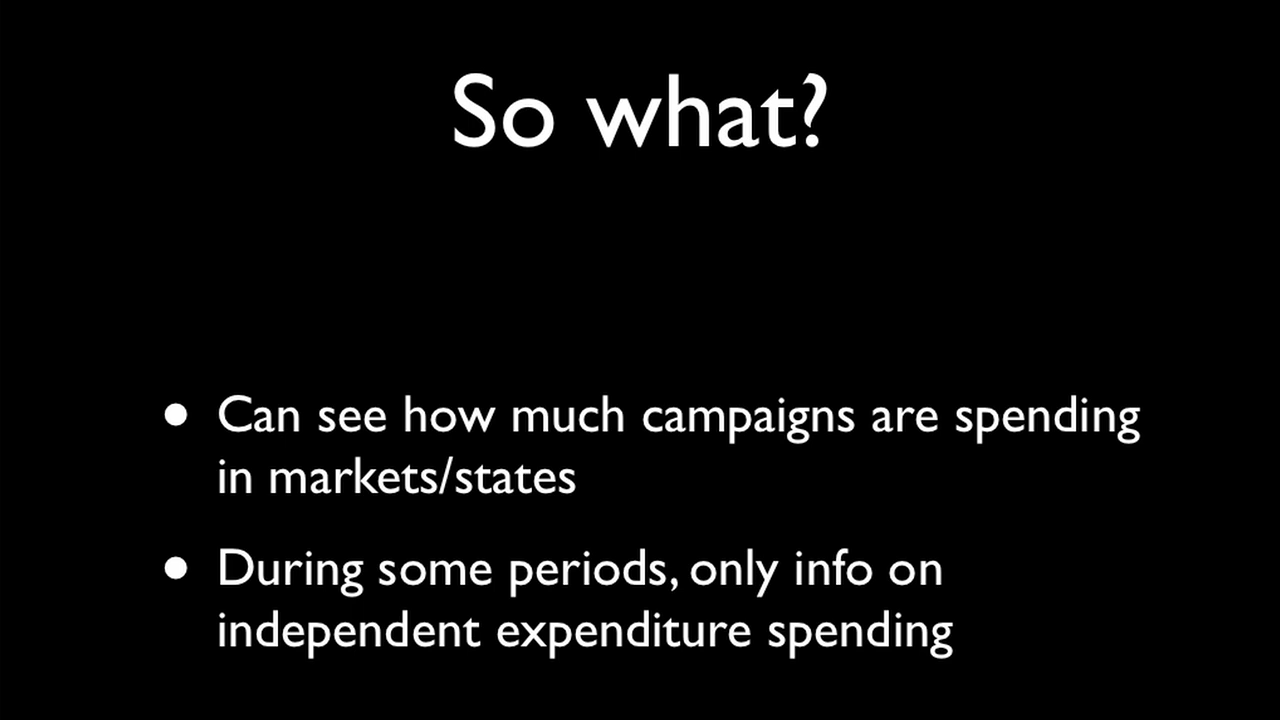 So what?
• Can see how much campaigns are spending
in markets/states
• During some periods, only info on
independent expenditure spending